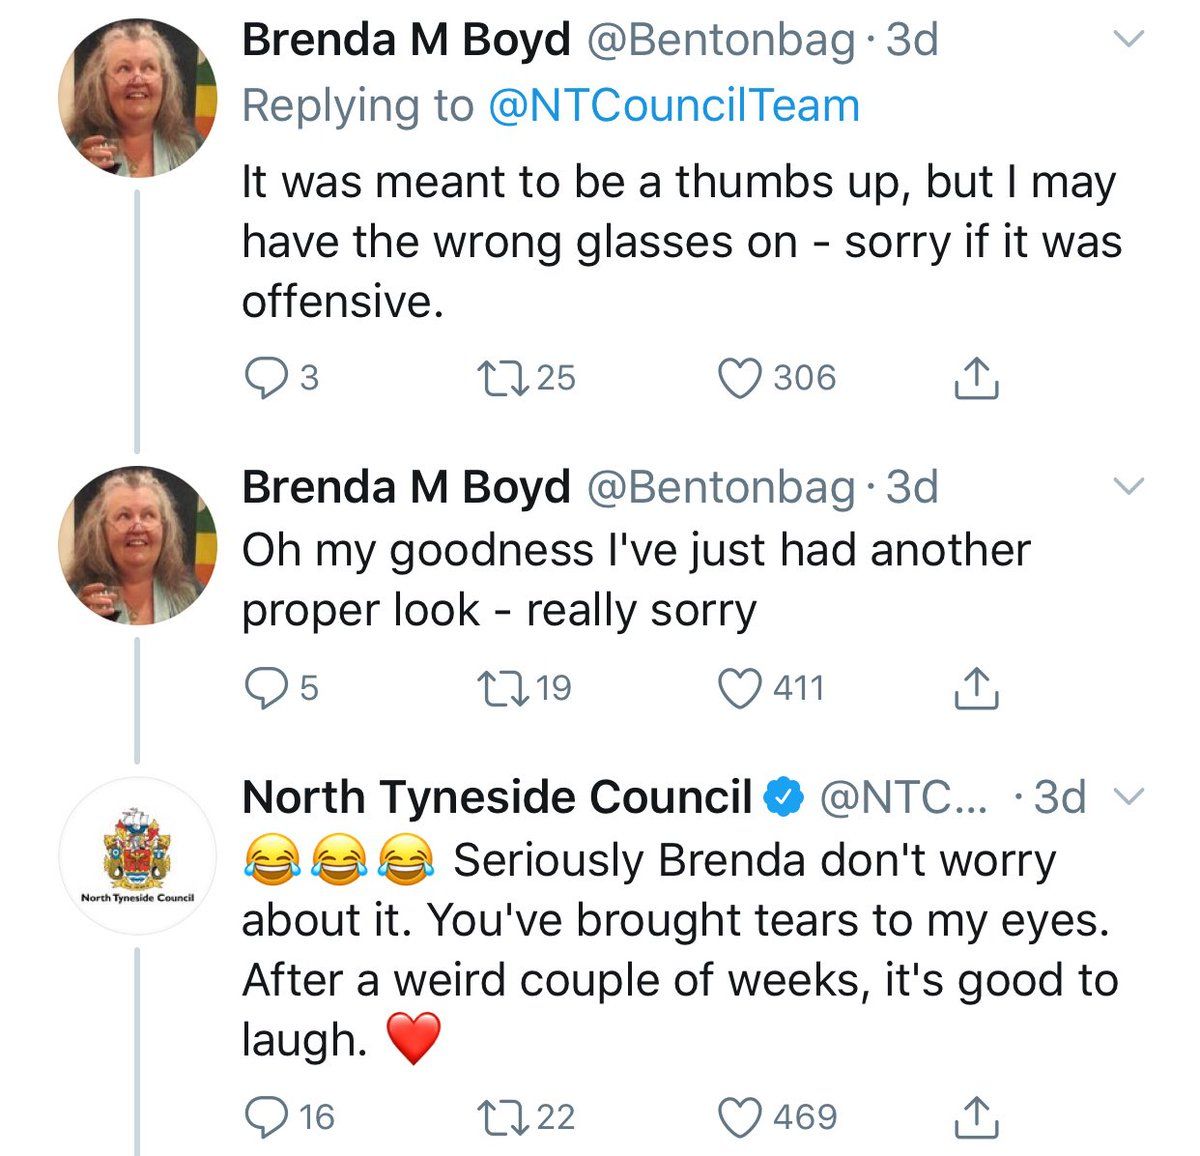 Brenda M Boyd @Bentonbag · 3d
Replying to @NTCouncilTeam
It was meant to be a thumbs up, but I may
have the wrong glasses on - sorry if it was
offensive.
3 25 306
Brenda M Boyd @Bentonbag · 3d
Oh my goodness I've just had another
proper look - really sorry
5 19 411
North Tyneside Council @NTC... · 3d
😂😂😂 Seriously Brenda don't worry
about it. You've brought tears to my eyes.
After a weird couple of weeks, it's good to
laugh. ❤️
North Tyneside Council
16 22 469